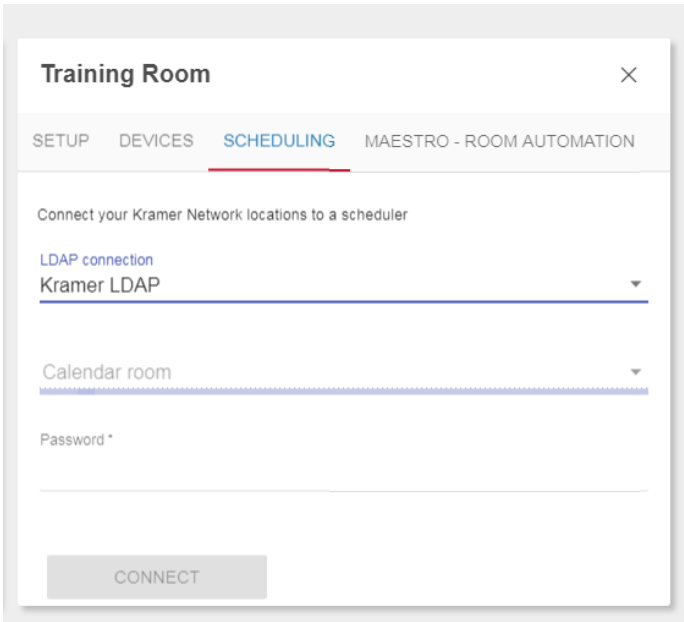 Training Room
SETUP DEVICES SCHEDULING MAESTRO - ROOM AUTOMATION
Connect your Kramer Network locations to a scheduler
LDAP connection
Kramer LDAP
Calendar room
Password *
CONNECT